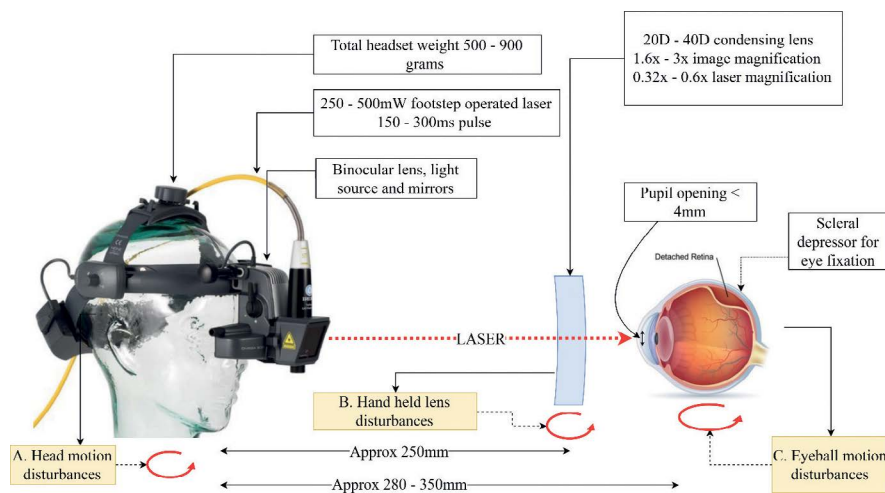 Total headset weight 500 - 900
grams
250 - 500mW footstep operated laser
150 - 300ms pulse
Binocular lens, light
source and mirrors
20D - 40D condensing lens
1.6x - 3x image magnification
0.32x - 0.6x laser magnification
Pupil opening <
4mm
Scleral
depressor for
eye fixation
Detached Retina
LASER
B. Hand held lens
disturbances
A. Head motion
disturbances
Approx 250mm
C. Eyeball motion
disturbances
Approx 280 - 350mm